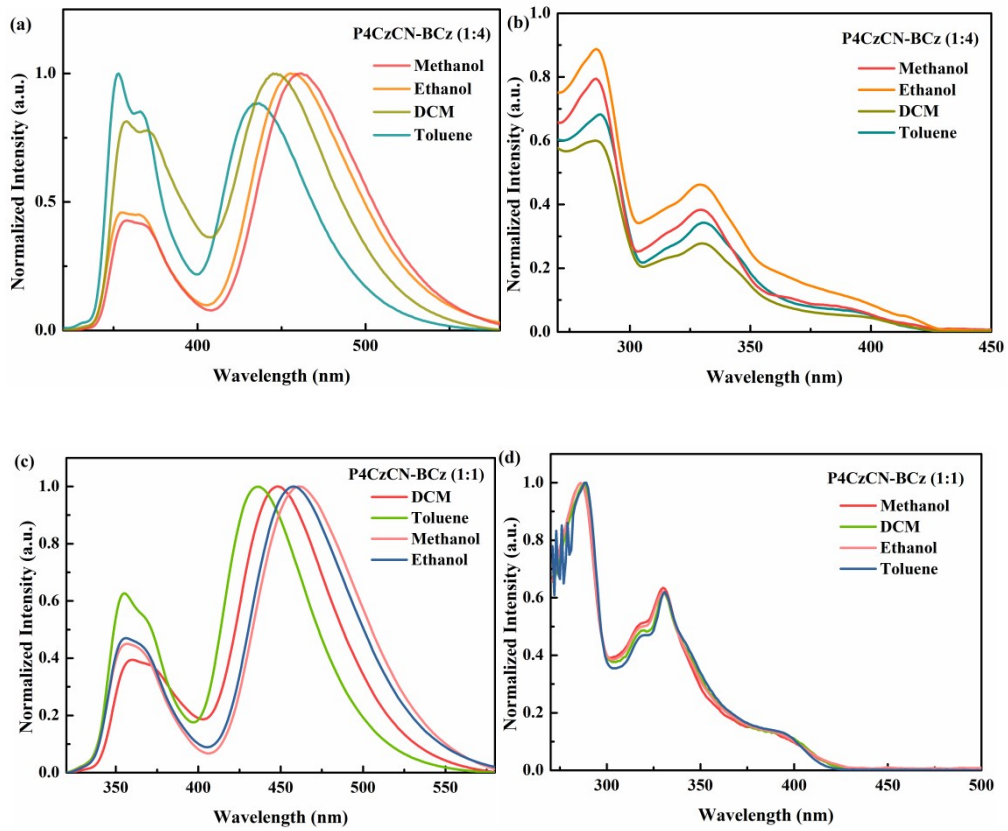 (a)
P4CzCN-BCz (1:4)
Methanol
Ethanol
DCM
Toluene
Normalized Intensity (a.u.)
1.0
0.5
0.0
400
450
500
Wavelength (nm)
(b)
P4CzCN-BCz (1:4)
Methanol
Ethanol
DCM
Toluene
Normalized Intensity (a.u.)
1.0
0.8
0.6
0.4
0.2
0.0
300
350
400
450
Wavelength (nm)
(c)
P4CzCN-BCz (1:1)
DCM
Toluene
Methanol
Ethanol
Normalized Intensity (a.u.)
1.0
0.8
0.6
0.4
0.2
0.0
350
400
450
500
550
Wavelength (nm)
(d)
P4CzCN-BCz (1:1)
Methanol
DCM
Ethanol
Toluene
Normalized Intensity (a.u.)
1.0
0.8
0.6
0.4
0.2
0.0
300
350
400
450
500
Wavelength (nm)